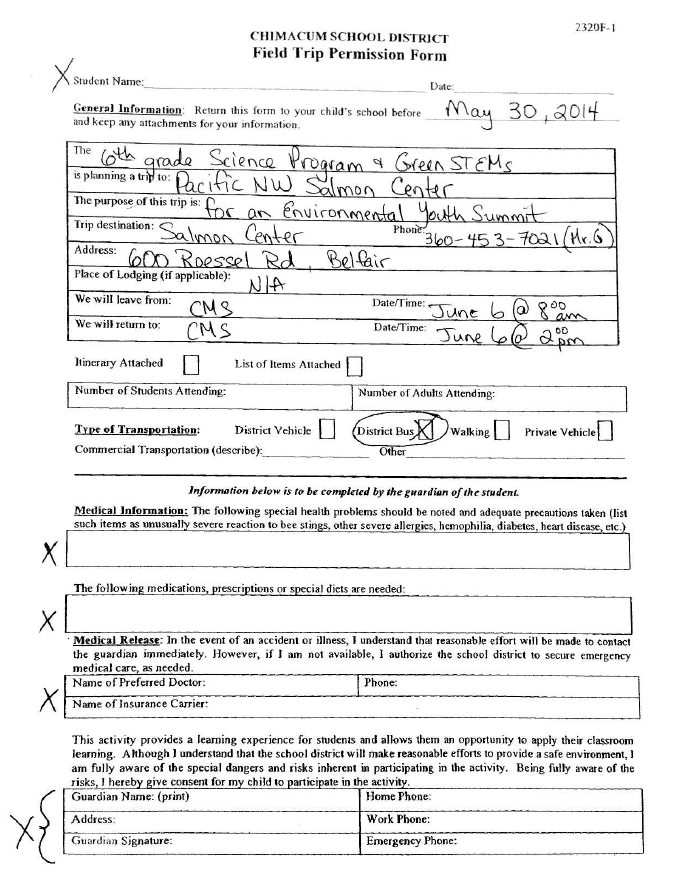 2320F-1
CHIMACUM SCHOOL DISTRICT
Field Trip Permission Form
X Student Name: Date:
General Information: Return this form to your child's school before May 30, 2014
and keep any attachments for your information.
The 6th grade Science Program & Green STEMs
is planning a trip to: Pacific NW Salmon Center
The purpose of this trip is: for an Environmental Youth Summit
Trip destination: Salmon Center Phone: 360-453-7021 (Mr. G)
Address: 600 Roessel Rd, Belfair
Place of Lodging (if applicable): N/A
We will leave from: CMS Date/Time: June 6 @ 8:00 am
We will return to: CMS Date/Time: June 6 @ 2:00 pm
Itinerary Attached List of Items Attached
Number of Students Attending: Number of Adults Attending:
Type of Transportation: District Vehicle District Bus X Walking Private Vehicle
Commercial Transportation (describe): Other
Information below is to be completed by the guardian of the student.
Medical Information: The following special health problems should be noted and adequate precautions taken (list
such items as unusually severe reaction to bee stings, other severe allergies, hemophilia, diabetes, heart disease, etc.)
X
The following medications, prescriptions or special diets are needed:
X
Medical Release: In the event of an accident or illness, I understand that reasonable effort will be made to contact
the guardian immediately. However, if I am not available, I authorize the school district to secure emergency
medical care, as needed.
Name of Preferred Doctor: Phone:
X Name of Insurance Carrier:
This activity provides a learning experience for students and allows them an opportunity to apply their classroom
learning. Although I understand that the school district will make reasonable efforts to provide a safe environment, I
am fully aware of the special dangers and risks inherent in participating in the activity. Being fully aware of the
risks, I hereby give consent for my child to participate in the activity.
Guardian Name: (print) Home Phone:
X { Address: Work Phone:
Guardian Signature: Emergency Phone: